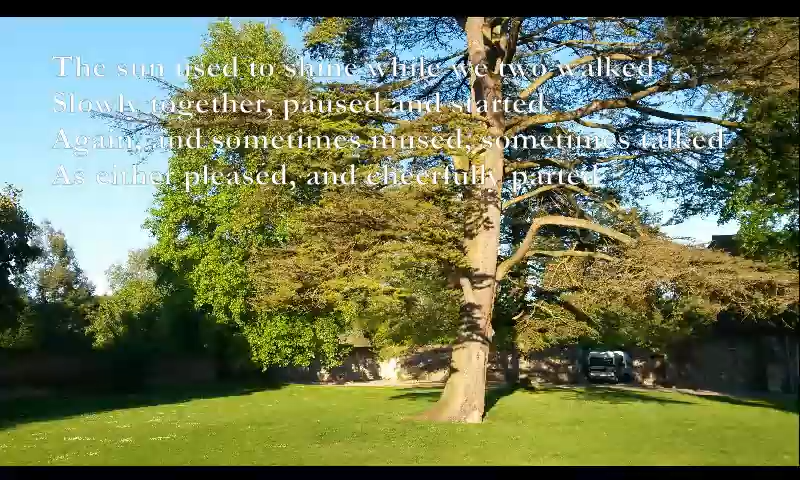 The sun used to shine while we two walked
Slowly together, paused and started
Again, and sometimes mused, sometimes talked
As either pleased, and cheerfully parted